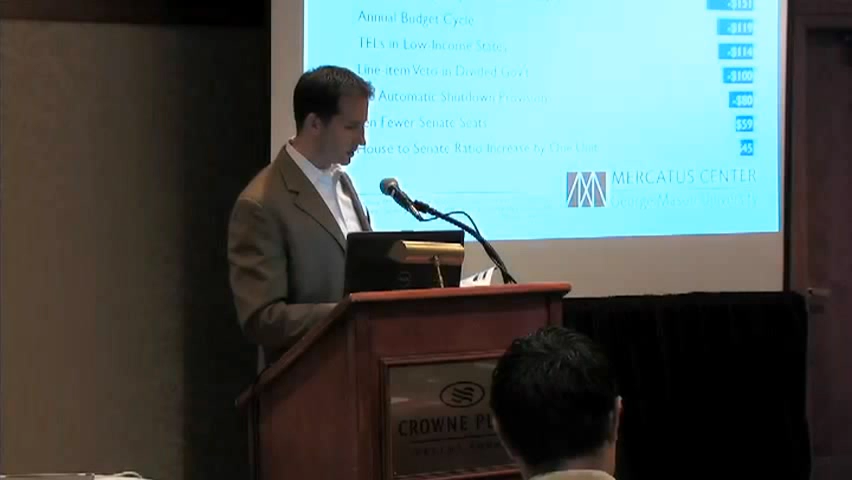 -$151
Annual Budget Cycle
-$119
TELs in Low-Income States
-$114
Line-item Veto in Divided Gov't
-$100
Automatic Shutdown Provision
-$80
Fewer Senate Seats
$59
House to Senate Ratio Increase by One Unit
$45
MERCATUS CENTER
George Mason University
CROWNE